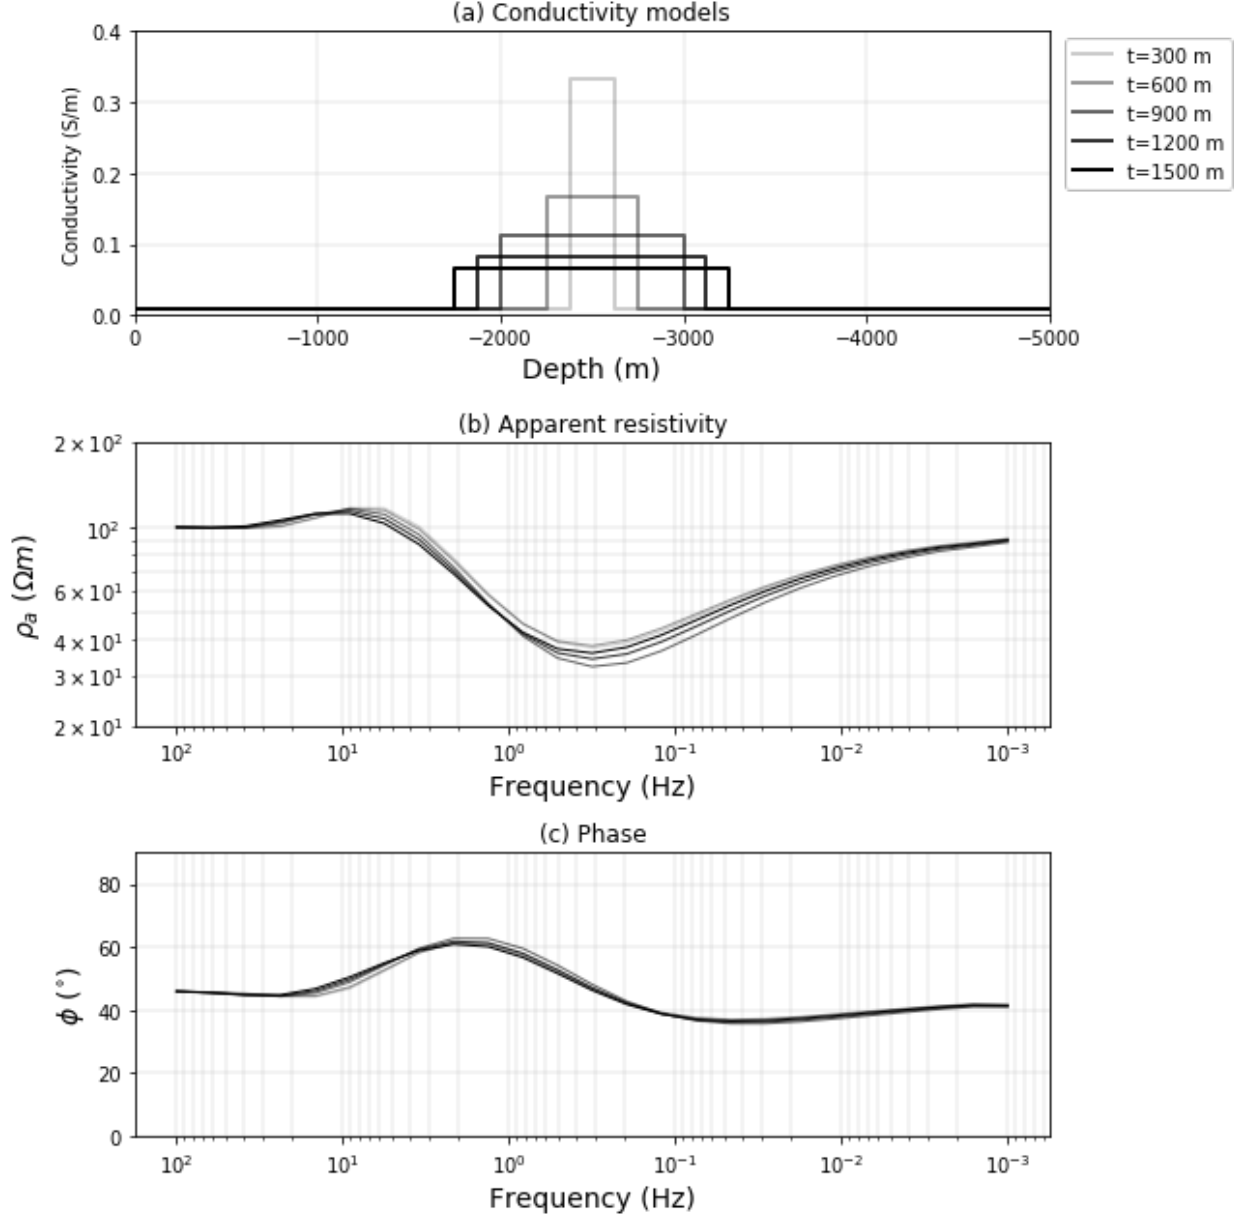 (a) Conductivity models
0.4
0.3
0.2
0.1
0.0
Conductivity (S/m)
0
−1000
−2000
−3000
−4000
−5000
Depth (m)
t=300 m
t=600 m
t=900 m
t=1200 m
t=1500 m
(b) Apparent resistivity
2 × 10²
10²
6 × 10¹
4 × 10¹
3 × 10¹
2 × 10¹
ρₐ (Ωm)
10²
10¹
10⁰
10⁻¹
10⁻²
10⁻³
Frequency (Hz)
(c) Phase
80
60
40
20
0
ϕ (°)
10²
10¹
10⁰
10⁻¹
10⁻²
10⁻³
Frequency (Hz)